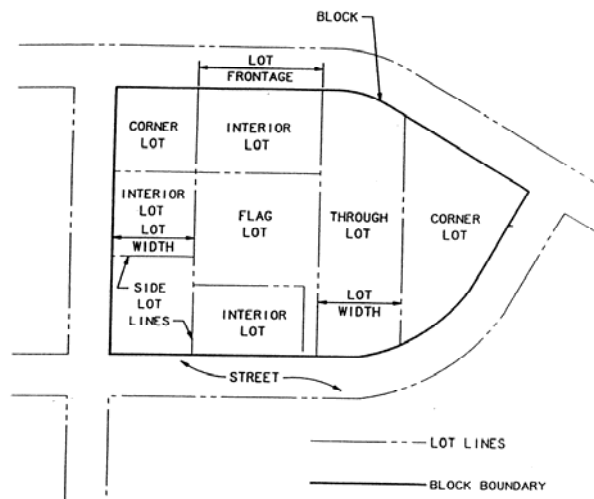 BLOCK
LOT
FRONTAGE
CORNER
LOT
INTERIOR
LOT
INTERIOR
LOT
LOT
WIDTH
FLAG
LOT
THROUGH
LOT
CORNER
LOT
SIDE
LOT
LINES
INTERIOR
LOT
LOT
WIDTH
STREET
LOT LINES
BLOCK BOUNDARY